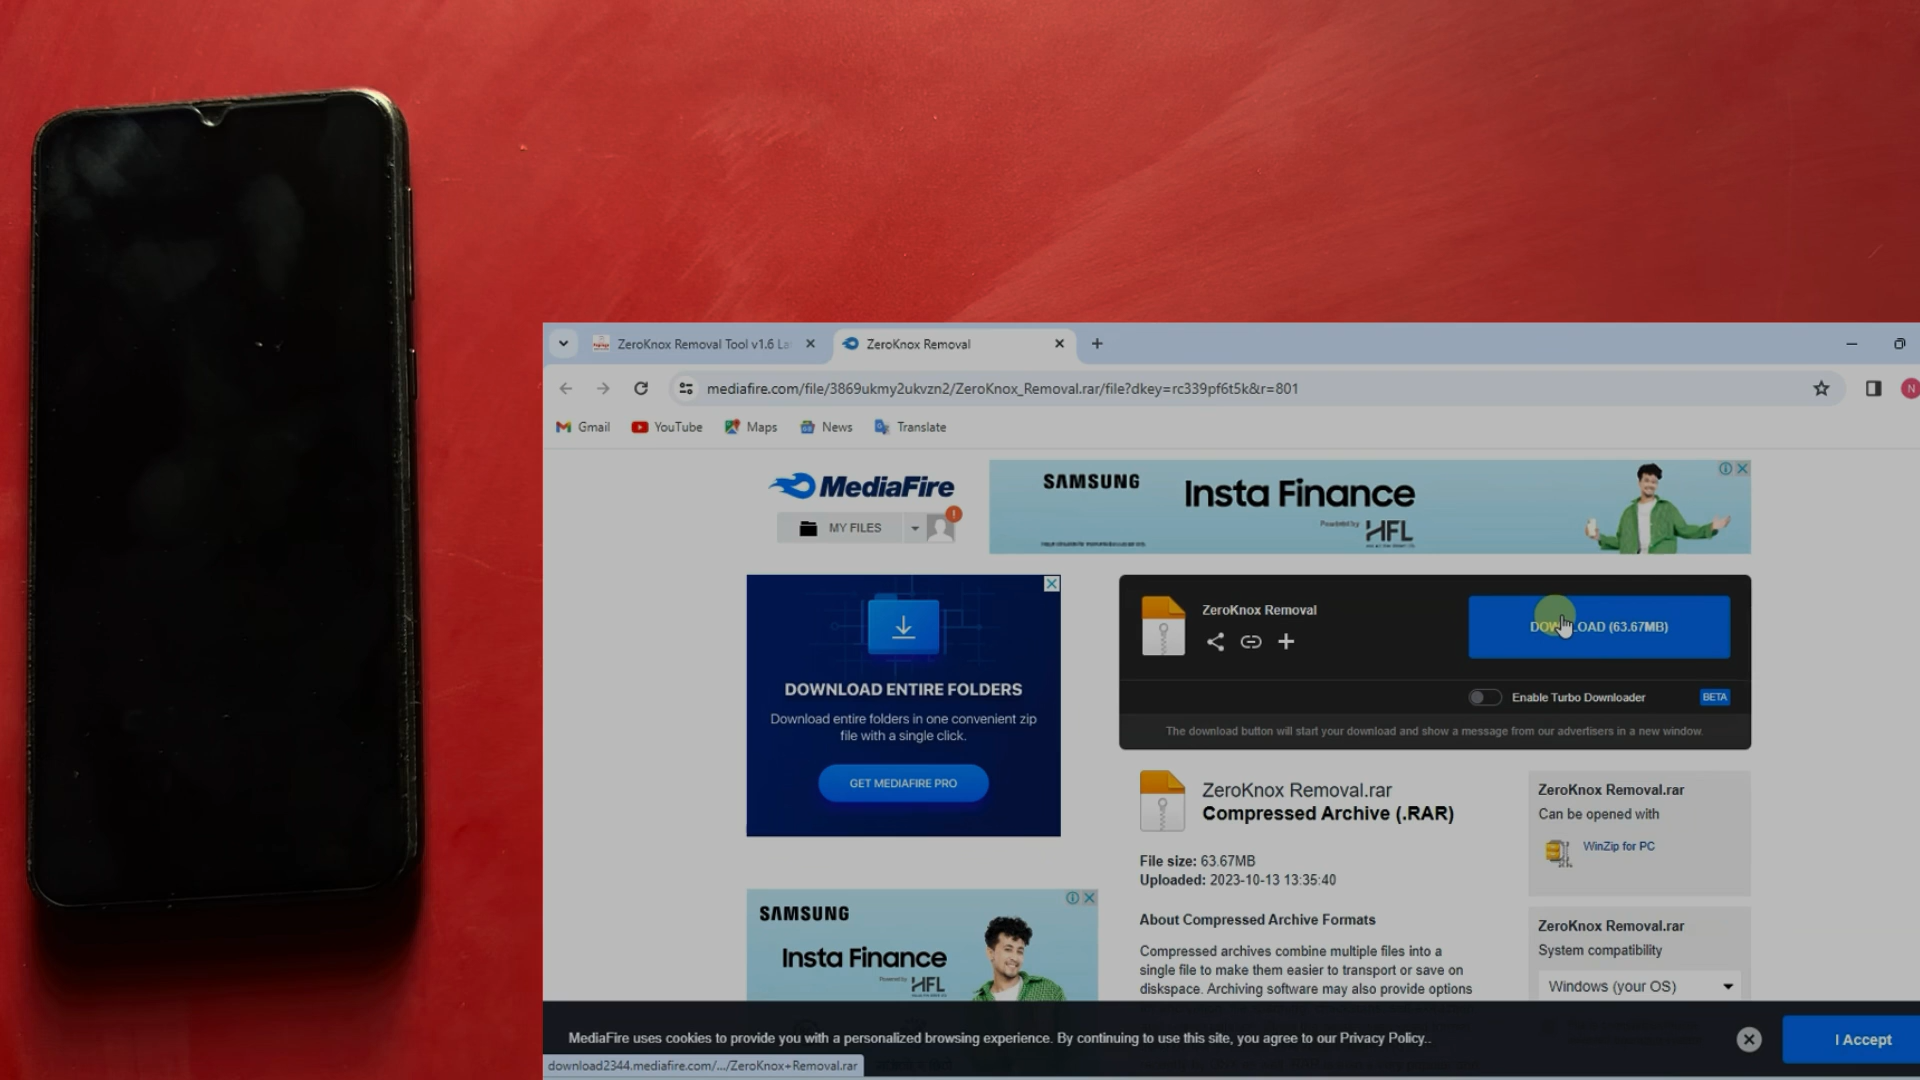 ZeroKnox Removal Tool v1.6 La
ZeroKnox Removal
mediafire.com/file/3869ukmy2ukvzn2/ZeroKnox_Removal.rar/file?dkey=rc339pf6t5k&r=801
N
Gmail
YouTube
Maps
News
Translate
MediaFire
MY FILES
SAMSUNG
Insta Finance
Powered by
HFL
DOWNLOAD ENTIRE FOLDERS
Download entire folders in one convenient zip
file with a single click.
GET MEDIAFIRE PRO
ZeroKnox Removal
DOWNLOAD (63.67MB)
Enable Turbo Downloader
BETA
The download button will start your download and show a message from our advertisers in a new window.
ZeroKnox Removal.rar
Compressed Archive (.RAR)
File size: 63.67MB
Uploaded: 2023-10-13 13:35:40
About Compressed Archive Formats
Compressed archives combine multiple files into a
single file to make them easier to transport or save on
diskspace. Archiving software may also provide options
ZeroKnox Removal.rar
Can be opened with
WinZip for PC
ZeroKnox Removal.rar
System compatibility
Windows (your OS)
SAMSUNG
Insta Finance
Powered by
HFL
MediaFire uses cookies to provide you with a personalized browsing experience. By continuing to use this site, you agree to our Privacy Policy..
I Accept
download2344.mediafire.com/.../ZeroKnox+Removal.rar